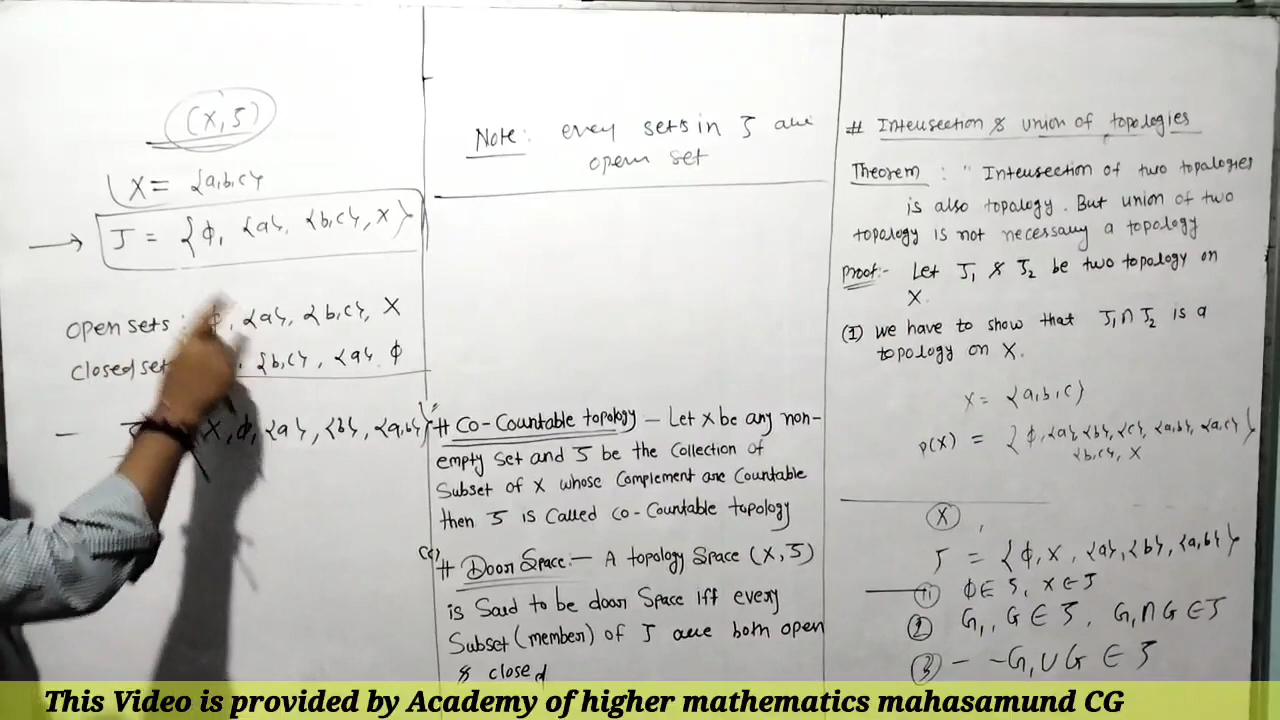 (X, J)
X = {a,b,c}
J = {ϕ, {a}, {b,c}, X}
Open sets : ϕ, {a}, {b,c}, X
Closed set , {b,c}, {a}, ϕ
X, ϕ, {a}, {b}, {a,b}}
Note: every sets in J are
open set
# Co-Countable topology – Let X be any non-
empty set and J be the Collection of
Subset of X whose Complement are Countable
then J is Called Co-Countable topology
# Door Space:– A topology Space (X, J)
is Said to be door Space iff every
Subset (member) of J are both open
& closed
# Intersection & union of topologies
Theorem : " Intersection of two topologies
is also topology. But union of two
topology is not necessary a topology
Proof:- Let J₁ & J₂ be two topology on
X.
(I) we have to show that J₁∩J₂ is a
topology on X.
X = {a,b,c}
P(X) = {ϕ,{a},{b},{c},{a,b},{a,c}}
{b,c}, X
(X) ,
J = {ϕ, X, {a}, {b}, {a,b}}
ϕ∈J, X∈J
② G₁, G ∈ J, G₁∩G ∈ J
③ – -G₁∪G ∈ J
This Video is provided by Academy of higher mathematics mahasamund CG